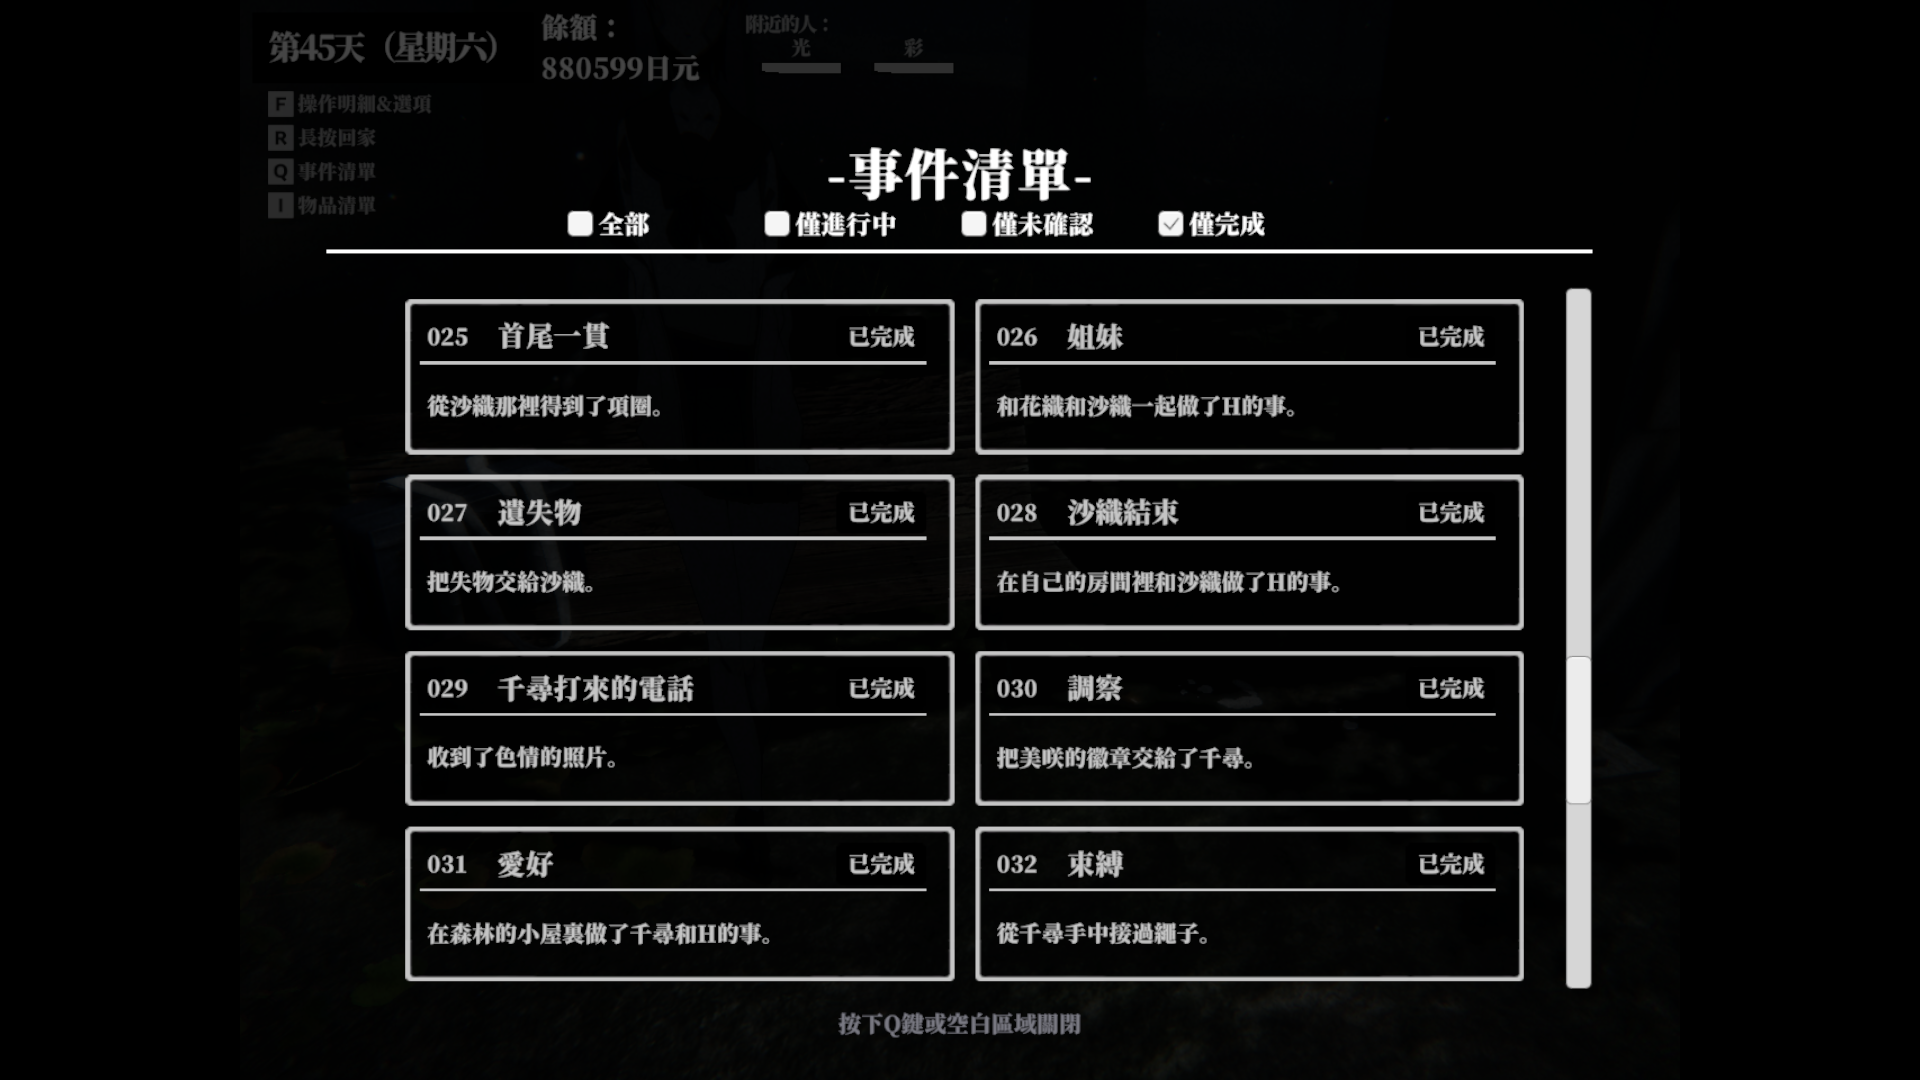 第45天（星期六）
餘額：
880599日元
附近的人：
光 彩
F 操作明細&選項
R 長按回家
Q 事件清單
I 物品清單
-事件清單-
全部 僅進行中 僅未確認 僅完成
025 首尾一貫 已完成
從沙織那裡得到了項圈。
026 姐妹 已完成
和花織和沙織一起做了H的事。
027 遺失物 已完成
把失物交給沙織。
028 沙織結束 已完成
在自己的房間裡和沙織做了H的事。
029 千尋打來的電話 已完成
收到了色情的照片。
030 調察 已完成
把美咲的徽章交給了千尋。
031 愛好 已完成
在森林的小屋裏做了千尋和H的事。
032 束縛 已完成
從千尋手中接過繩子。
按下Q鍵或空白區域關閉